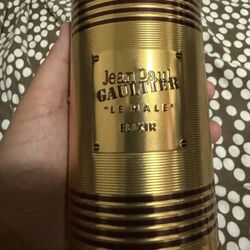 Jean Paul
GAULTIER
"LE MALE"
ELIXIR